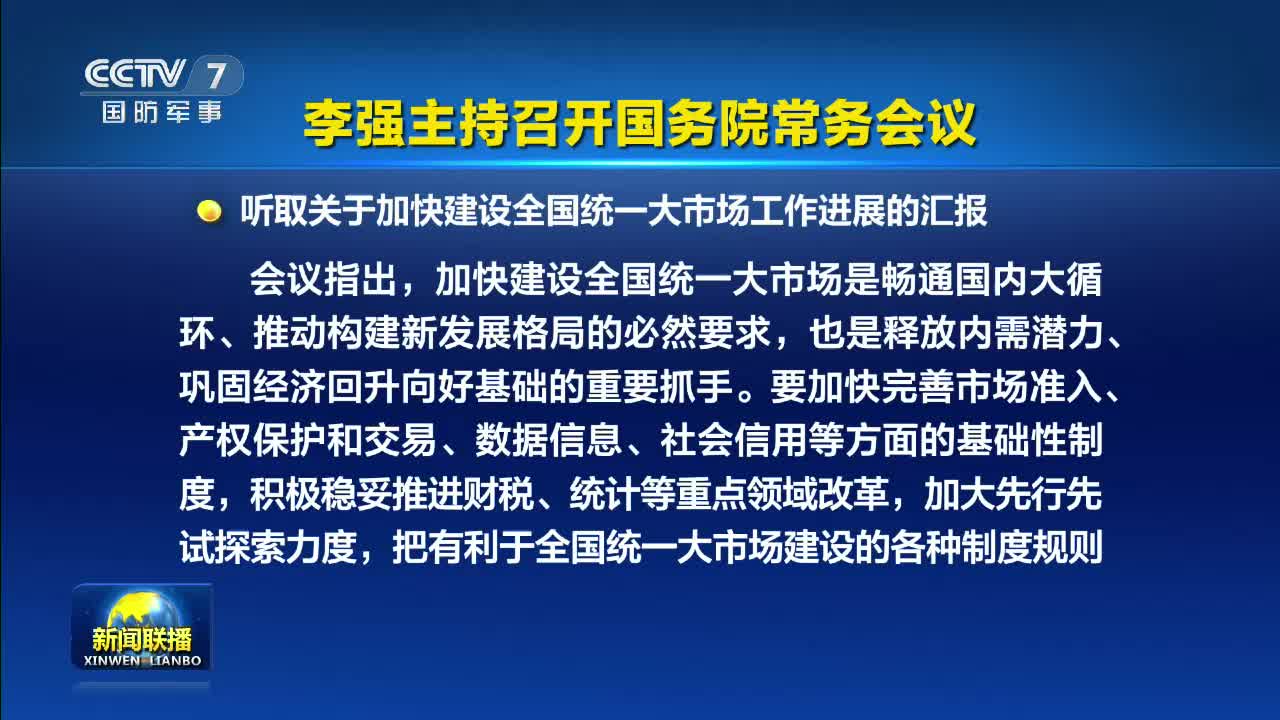 CCTV 7
国防军事
李强主持召开国务院常务会议
听取关于加快建设全国统一大市场工作进展的汇报
会议指出，加快建设全国统一大市场是畅通国内大循
环、推动构建新发展格局的必然要求，也是释放内需潜力、
巩固经济回升向好基础的重要抓手。要加快完善市场准入、
产权保护和交易、数据信息、社会信用等方面的基础性制
度，积极稳妥推进财税、统计等重点领域改革，加大先行先
试探索力度，把有利于全国统一大市场建设的各种制度规则
新闻联播
XINWEN LIANBO